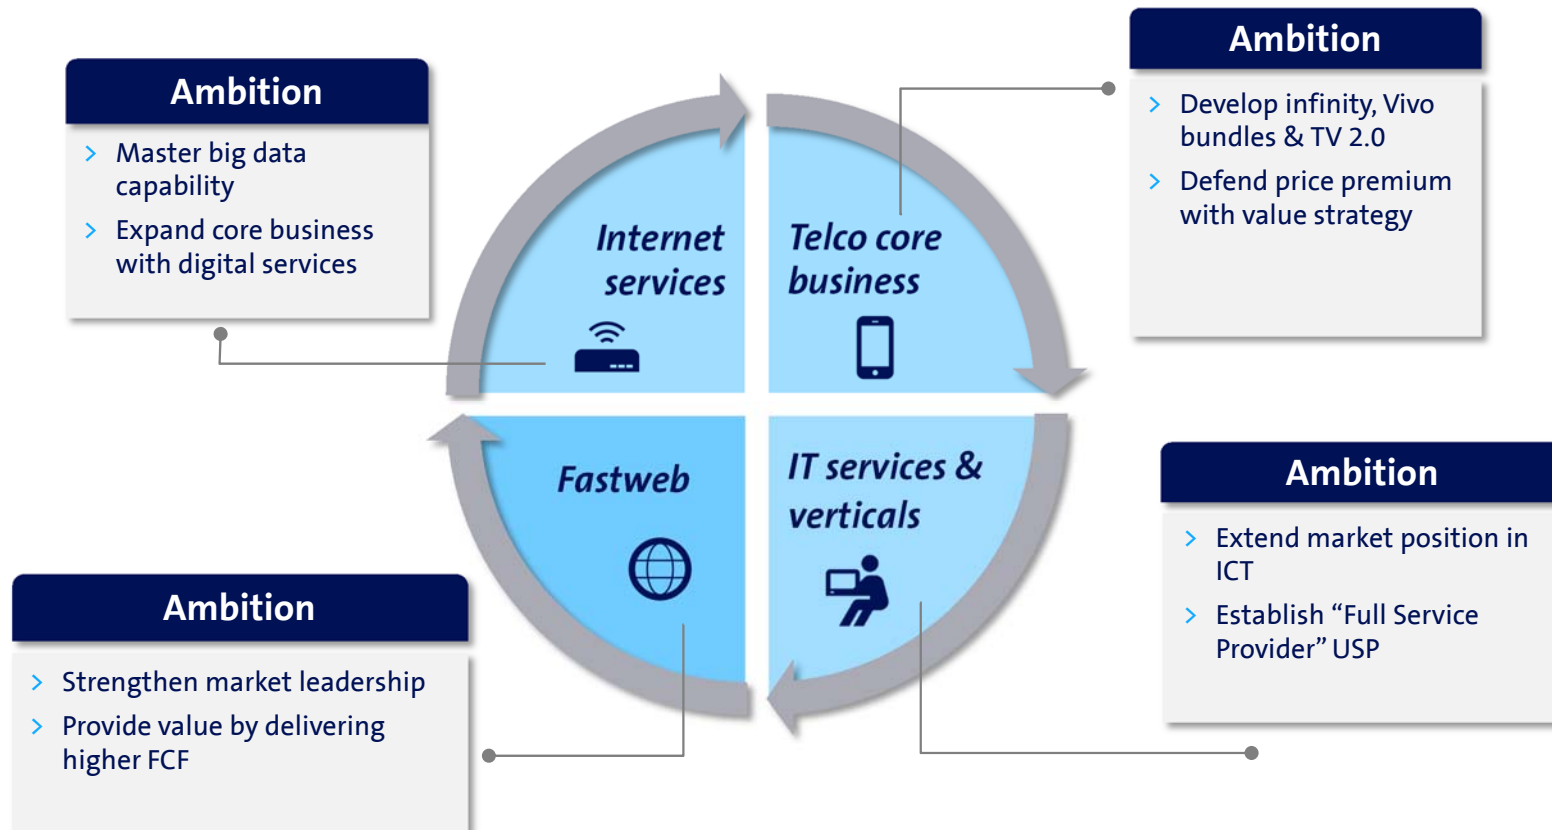 Ambition
> Master big data
capability
> Expand core business
with digital services
Ambition
> Develop infinity, Vivo
bundles & TV 2.0
> Defend price premium
with value strategy
Internet
services
Telco core
business
Fastweb
IT services &
verticals
Ambition
> Strengthen market leadership
> Provide value by delivering
higher FCF
Ambition
> Extend market position in
ICT
> Establish “Full Service
Provider” USP